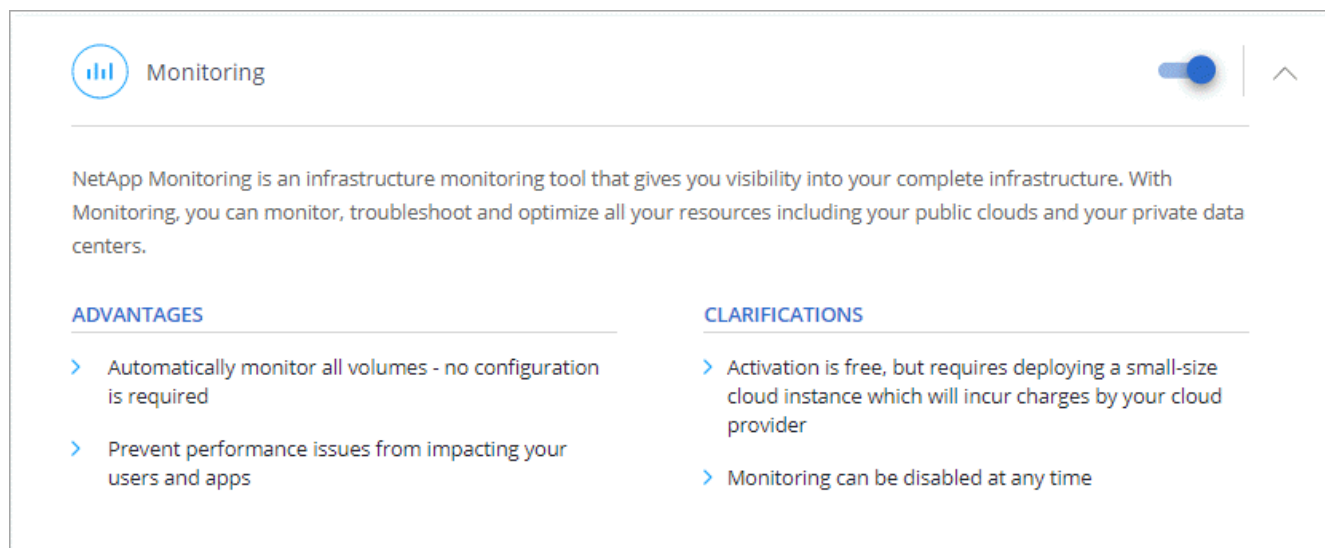 Monitoring
NetApp Monitoring is an infrastructure monitoring tool that gives you visibility into your complete infrastructure. With
Monitoring, you can monitor, troubleshoot and optimize all your resources including your public clouds and your private data
centers.
ADVANTAGES
Automatically monitor all volumes - no configuration
is required
Prevent performance issues from impacting your
users and apps
CLARIFICATIONS
Activation is free, but requires deploying a small-size
cloud instance which will incur charges by your cloud
provider
Monitoring can be disabled at any time